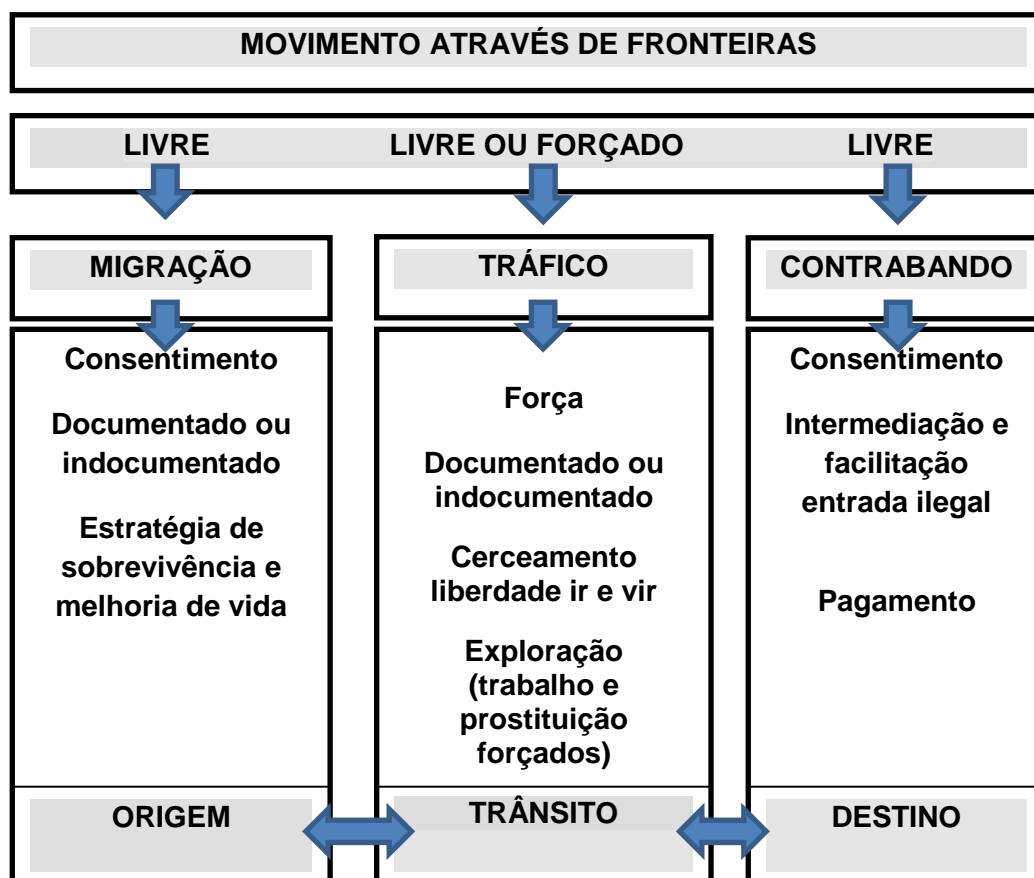 MOVIMENTO ATRAVÉS DE FRONTEIRAS
LIVRE
LIVRE OU FORÇADO
LIVRE
MIGRAÇÃO
TRÁFICO
CONTRABANDO
Consentimento
Documentado ou
indocumentado
Estratégia de
sobrevivência e
melhoria de vida
Força
Documentado ou
indocumentado
Cerceamento
liberdade ir e vir
Exploração
(trabalho e
prostituição
forçados)
Consentimento
Intermediação e
facilitação
entrada ilegal
Pagamento
ORIGEM
TRÂNSITO
DESTINO